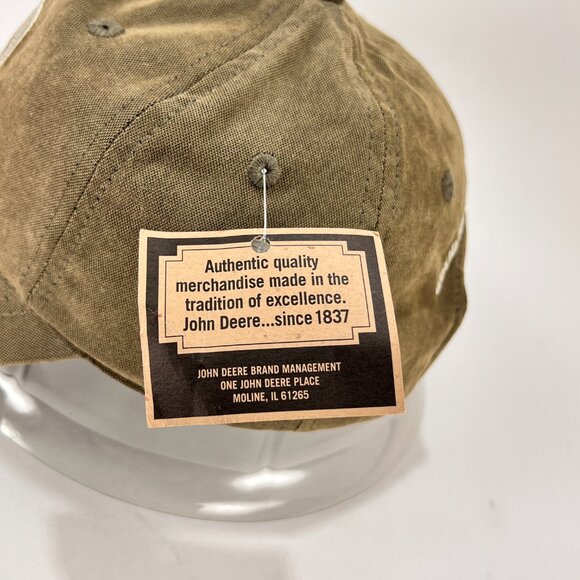 Authentic quality
merchandise made in the
tradition of excellence.
John Deere...since 1837
JOHN DEERE BRAND MANAGEMENT
ONE JOHN DEERE PLACE
MOLINE, IL 61265